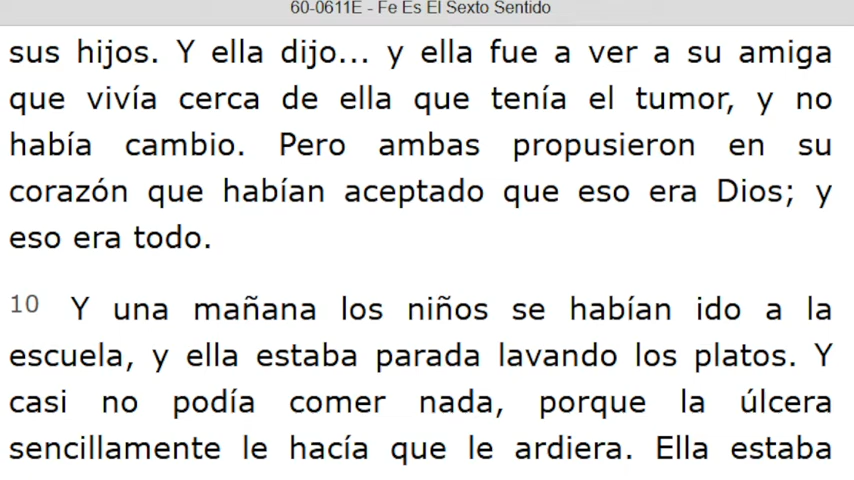 60-0611E - Fe Es El Sexto Sentido
sus hijos. Y ella dijo... y ella fue a ver a su amiga
que vivía cerca de ella que tenía el tumor, y no
había cambio. Pero ambas propusieron en su
corazón que habían aceptado que eso era Dios; y
eso era todo.
10 Y una mañana los niños se habían ido a la
escuela, y ella estaba parada lavando los platos. Y
casi no podía comer nada, porque la úlcera
sencillamente le hacía que le ardiera. Ella estaba